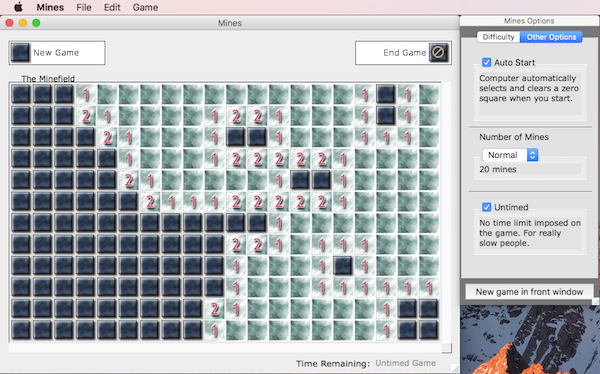 Mines File Edit Game
Mines
New Game
End Game
The Minefield
1 1 1
2 1 1 2 2 1 1 1
2 1 1 1 1 1 1
1 1 2 2 2 2 2 1
2 1 1 1
2 1 1 1 2 2 2 2 2 1
1
2 2 1 1 1 1
1 1 1
1 1 1 1 1 1 1
2 1 1
1 1
Time Remaining: Untimed Game
Mines Options
Difficulty Other Options
Auto Start
Computer automatically
selects and clears a zero
square when you start.
Number of Mines
Normal
20 mines
Untimed
No time limit imposed on
the game. For really
slow people.
New game in front window